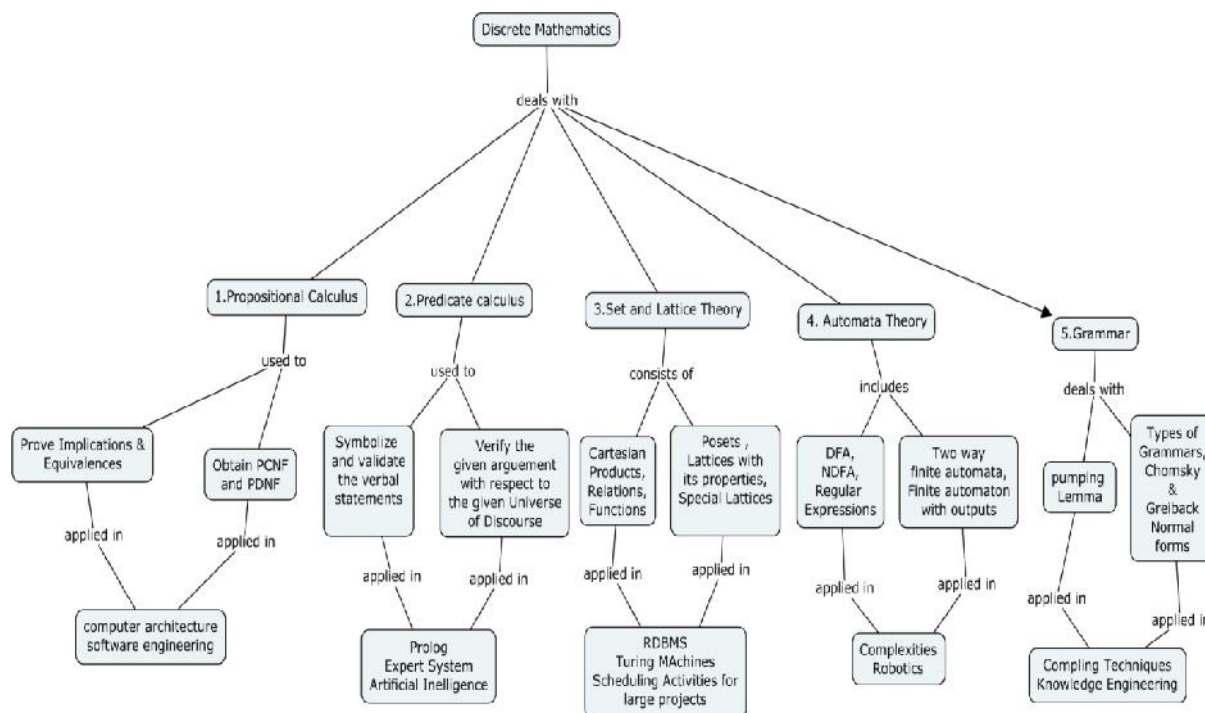 Discrete Mathematics
deals with
1.Propositional Calculus
2.Predicate calculus
3.Set and Lattice Theory
4. Automata Theory
5.Grammar
used to
used to
consists of
includes
deals with
Prove Implications &
Equivalences
Obtain PCNF
and PDNF
Symbolize
and validate
the verbal
statements
Verify the
given arguement
with respect to
the given Universe
of Discourse
Cartesian
Products,
Relations,
Functions
Posets ,
Lattices with
its properties,
Special Lattices
DFA,
NDFA,
Regular
Expressions
Two way
finite automata,
Finite automaton
with outputs
pumping
Lemma
Types of
Grammars,
Chomsky
&
Greiback
Normal
forms
applied in
applied in
applied in
applied in
applied in
applied in
applied in
applied in
applied in
applied in
computer architecture
software engineering
Prolog
Expert System
Artificial Inelligence
RDBMS
Turing MAchines
Scheduling Activities for
large projects
Complexities
Robotics
Compling Techniques
Knowledge Engineering